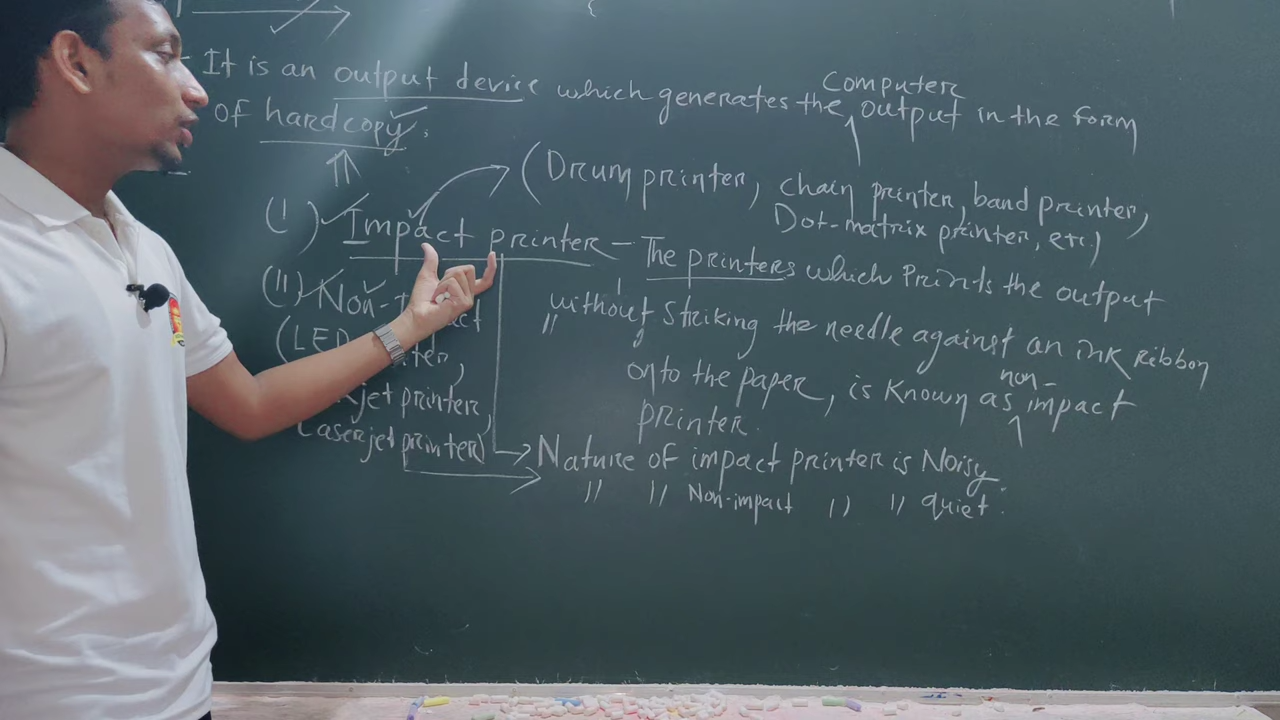 It is an output device which generates the computer output in the form
of hardcopy.
(Drum printer, chain printer, band printer,
Dot-matrix printer, etc.)
(I) Impact printer - The printers which prints the output
(II) Non-
without striking the needle against an ink ribbon
(LED
onto the paper, is known as non-impact
jet printer,
printer.
Laserjet printer)
Nature of impact printer is Noisy.
" " Non-impact " " quiet.